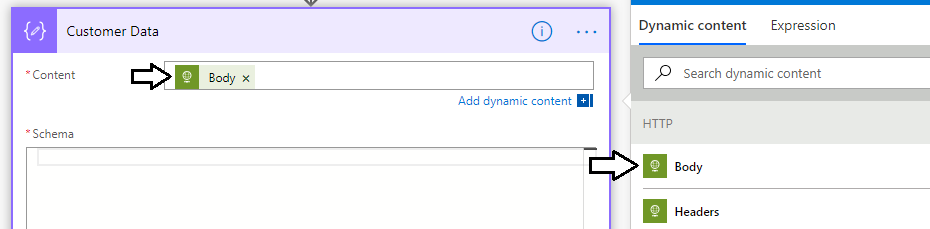 Customer Data
* Content
Body ×
Add dynamic content
* Schema
Dynamic content
Expression
Search dynamic content
HTTP
Body
Headers